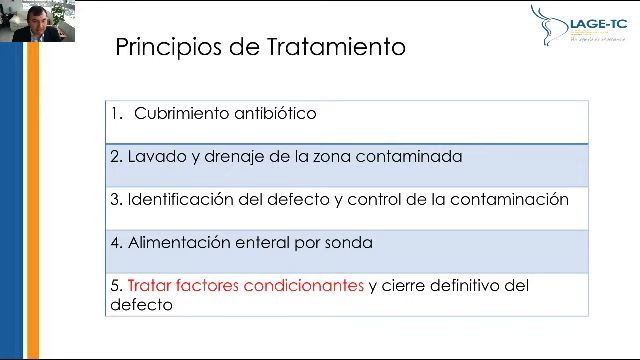 LAGE-TC
Principios de Tratamiento
1. Cubrimiento antibiótico
2. Lavado y drenaje de la zona contaminada
3. Identificación del defecto y control de la contaminación
4. Alimentación enteral por sonda
5. Tratar factores condicionantes y cierre definitivo del
defecto